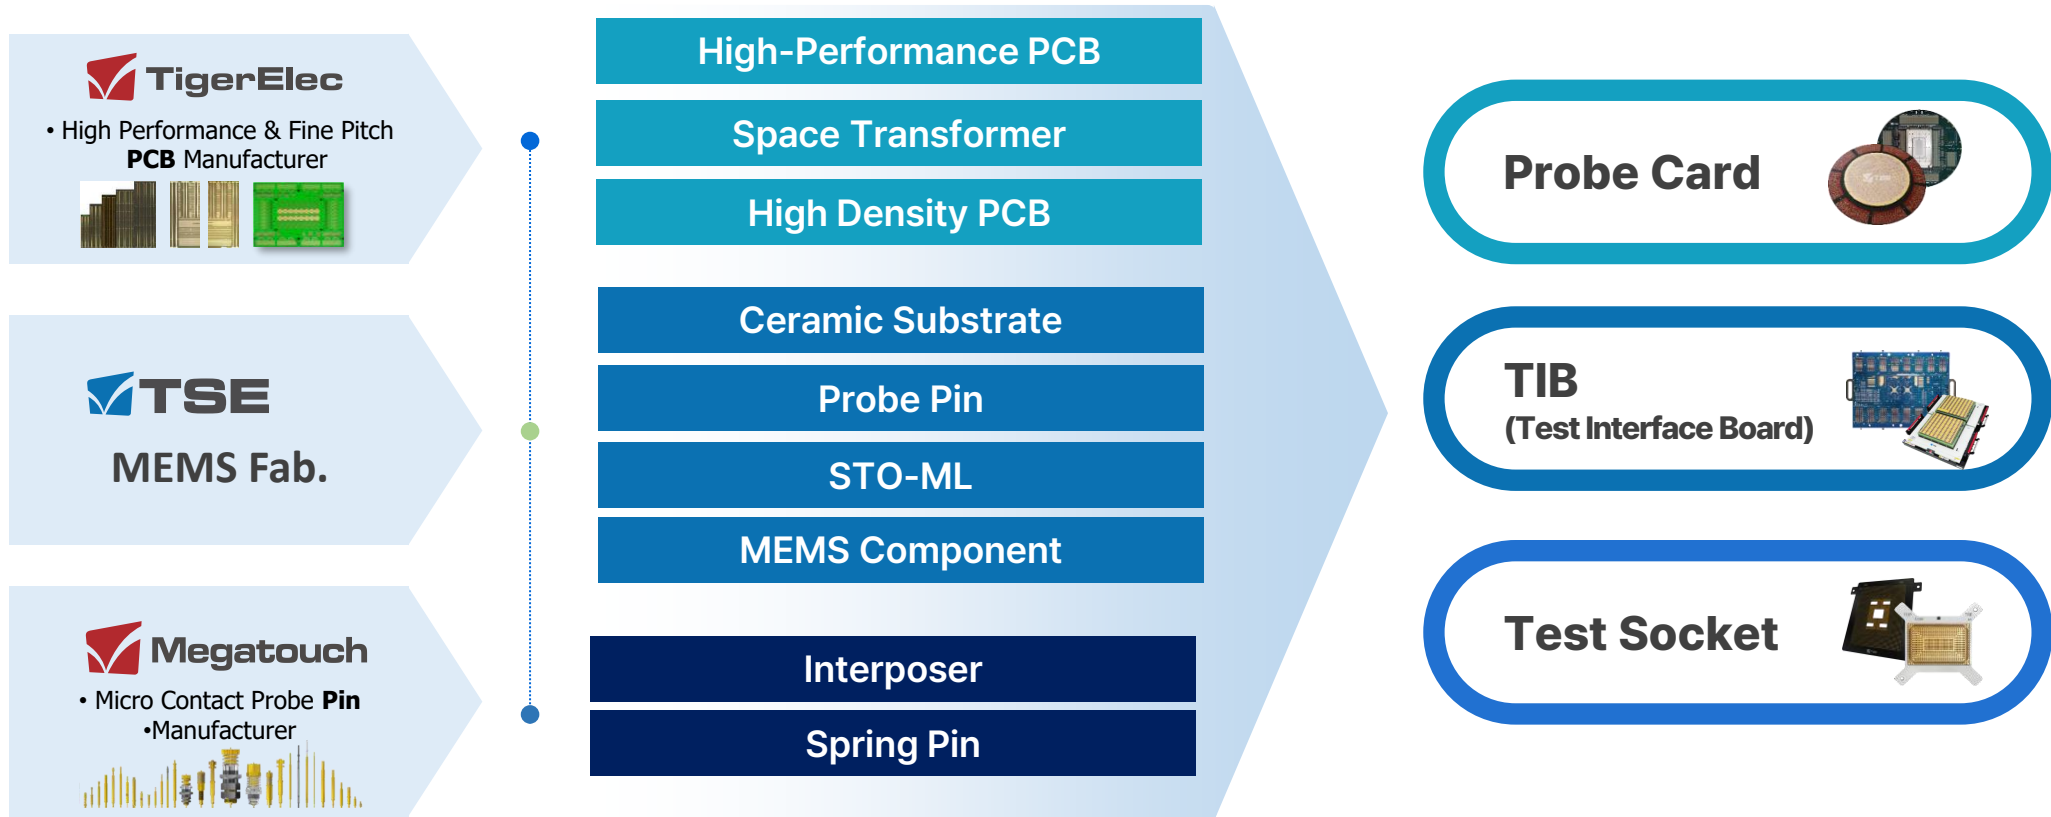 TigerElec
• High Performance & Fine Pitch
PCB Manufacturer
TSE
MEMS Fab.
Megatouch
• Micro Contact Probe Pin
•Manufacturer
High-Performance PCB
Space Transformer
High Density PCB
Ceramic Substrate
Probe Pin
STO-ML
MEMS Component
Interposer
Spring Pin
Probe Card
TSE
TIB
(Test Interface Board)
Test Socket